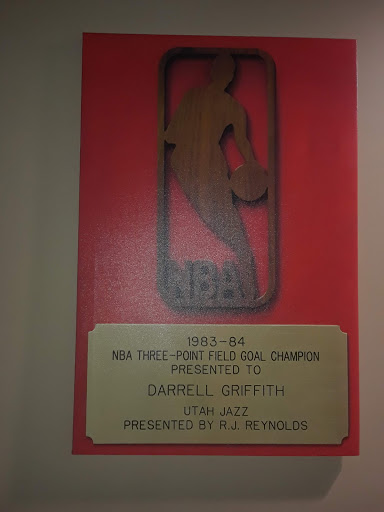 NBA
1983-84
NBA THREE-POINT FIELD GOAL CHAMPION
PRESENTED TO
DARRELL GRIFFITH
UTAH JAZZ
PRESENTED BY R.J. REYNOLDS